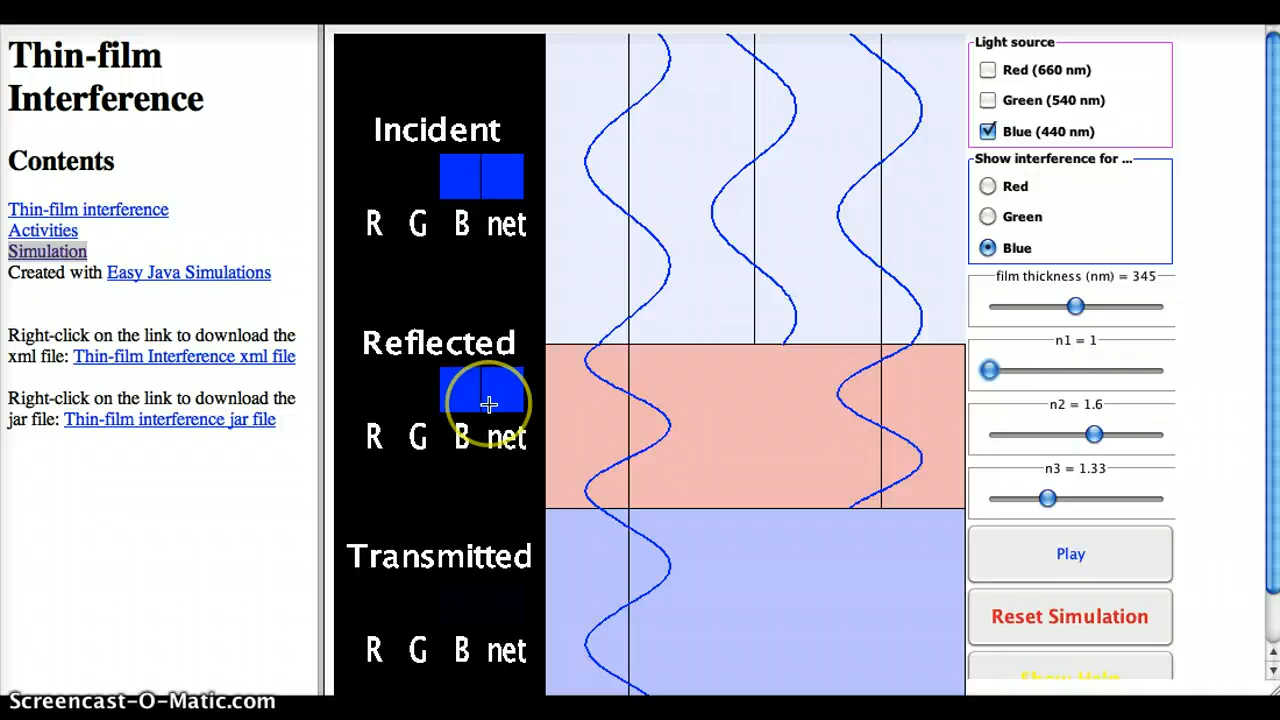 Thin-film
Interference
Contents
Thin-film interference
Activities
Simulation
Created with Easy Java Simulations
Right-click on the link to download the
xml file: Thin-film Interference xml file
Right-click on the link to download the
jar file: Thin-film interference jar file
Incident
R G B net
Reflected
R G B net
Transmitted
R G B net
Light source
Red (660 nm)
Green (540 nm)
Blue (440 nm)
Show interference for ...
Red
Green
Blue
film thickness (nm) = 345
n1 = 1
n2 = 1.6
n3 = 1.33
Play
Reset Simulation
Show Help
Screencast-O-Matic.com